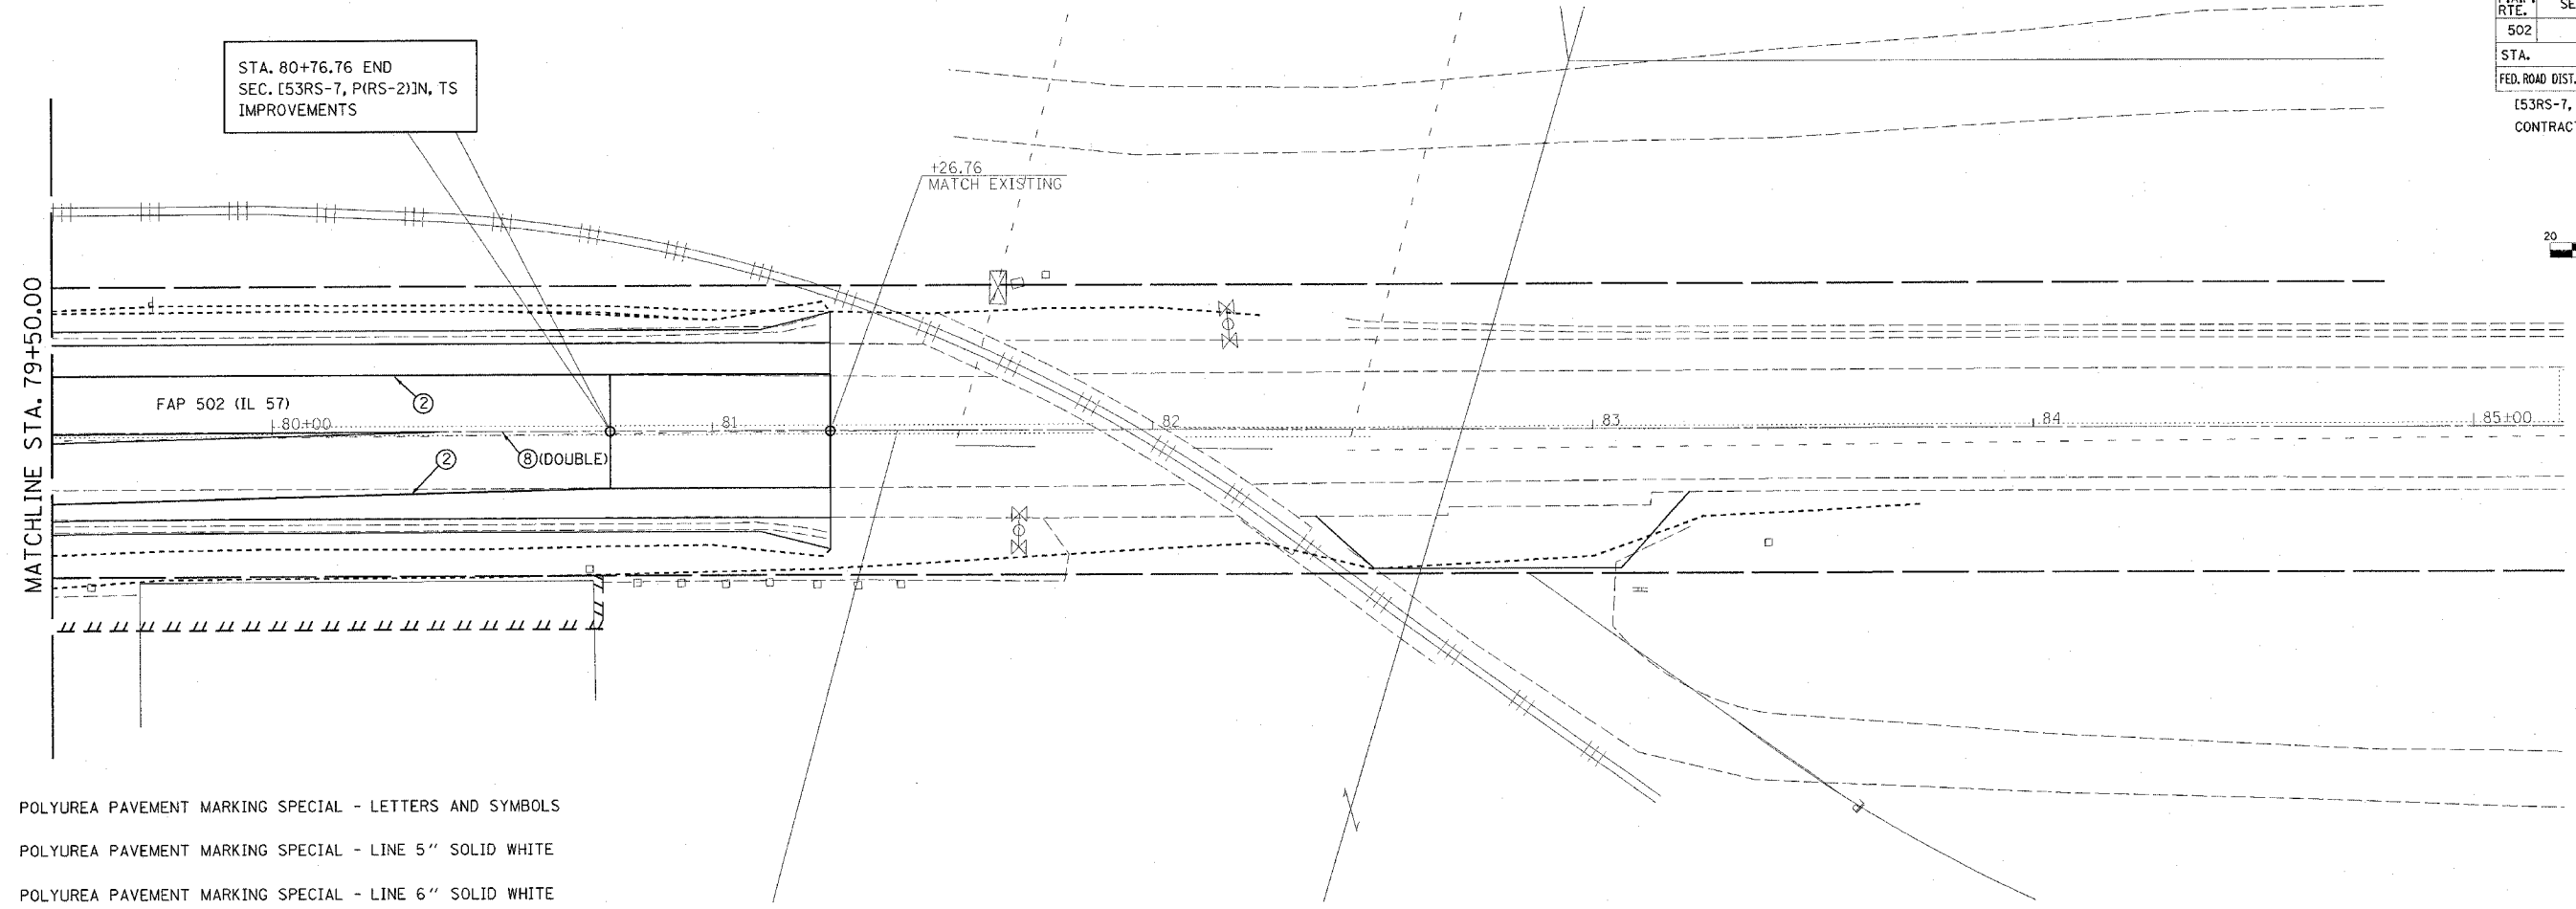 RTE.
502
STA.
FED. ROAD DIST.
[53RS-7,
CONTRAC
20
STA. 80+76.76 END
SEC. [53RS-7, P(RS-2)]N, TS
IMPROVEMENTS
+26.76
MATCH EXISTING
MATCHLINE STA. 79+50.00
FAP 502 (IL 57)
2
80+00
81
82
83
84
85+00
2
8 (DOUBLE)
POLYUREA PAVEMENT MARKING SPECIAL - LETTERS AND SYMBOLS
POLYUREA PAVEMENT MARKING SPECIAL - LINE 5" SOLID WHITE
POLYUREA PAVEMENT MARKING SPECIAL - LINE 6" SOLID WHITE